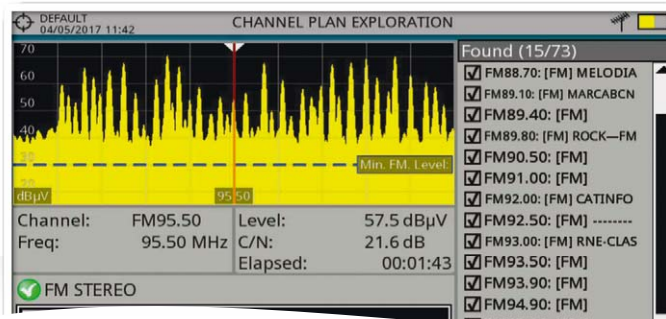 DEFAULT
04/05/2017 11:42
CHANNEL PLAN EXPLORATION
70
60
50
40
30
20
Min. FM. Level:
dBµV
95.50
Channel: FM95.50
Freq: 95.50 MHz
Level: 57.5 dBµV
C/N: 21.6 dB
Elapsed: 00:01:43
FM STEREO
Found (15/73)
FM88.70: [FM] MELODIA
FM89.10: [FM] MARCABCN
FM89.40: [FM]
FM89.80: [FM] ROCK—FM
FM90.50: [FM]
FM91.00: [FM]
FM92.00: [FM] CATINFO
FM92.50: [FM] --------
FM93.00: [FM] RNE-CLAS
FM93.50: [FM]
FM93.90: [FM]
FM94.90: [FM]